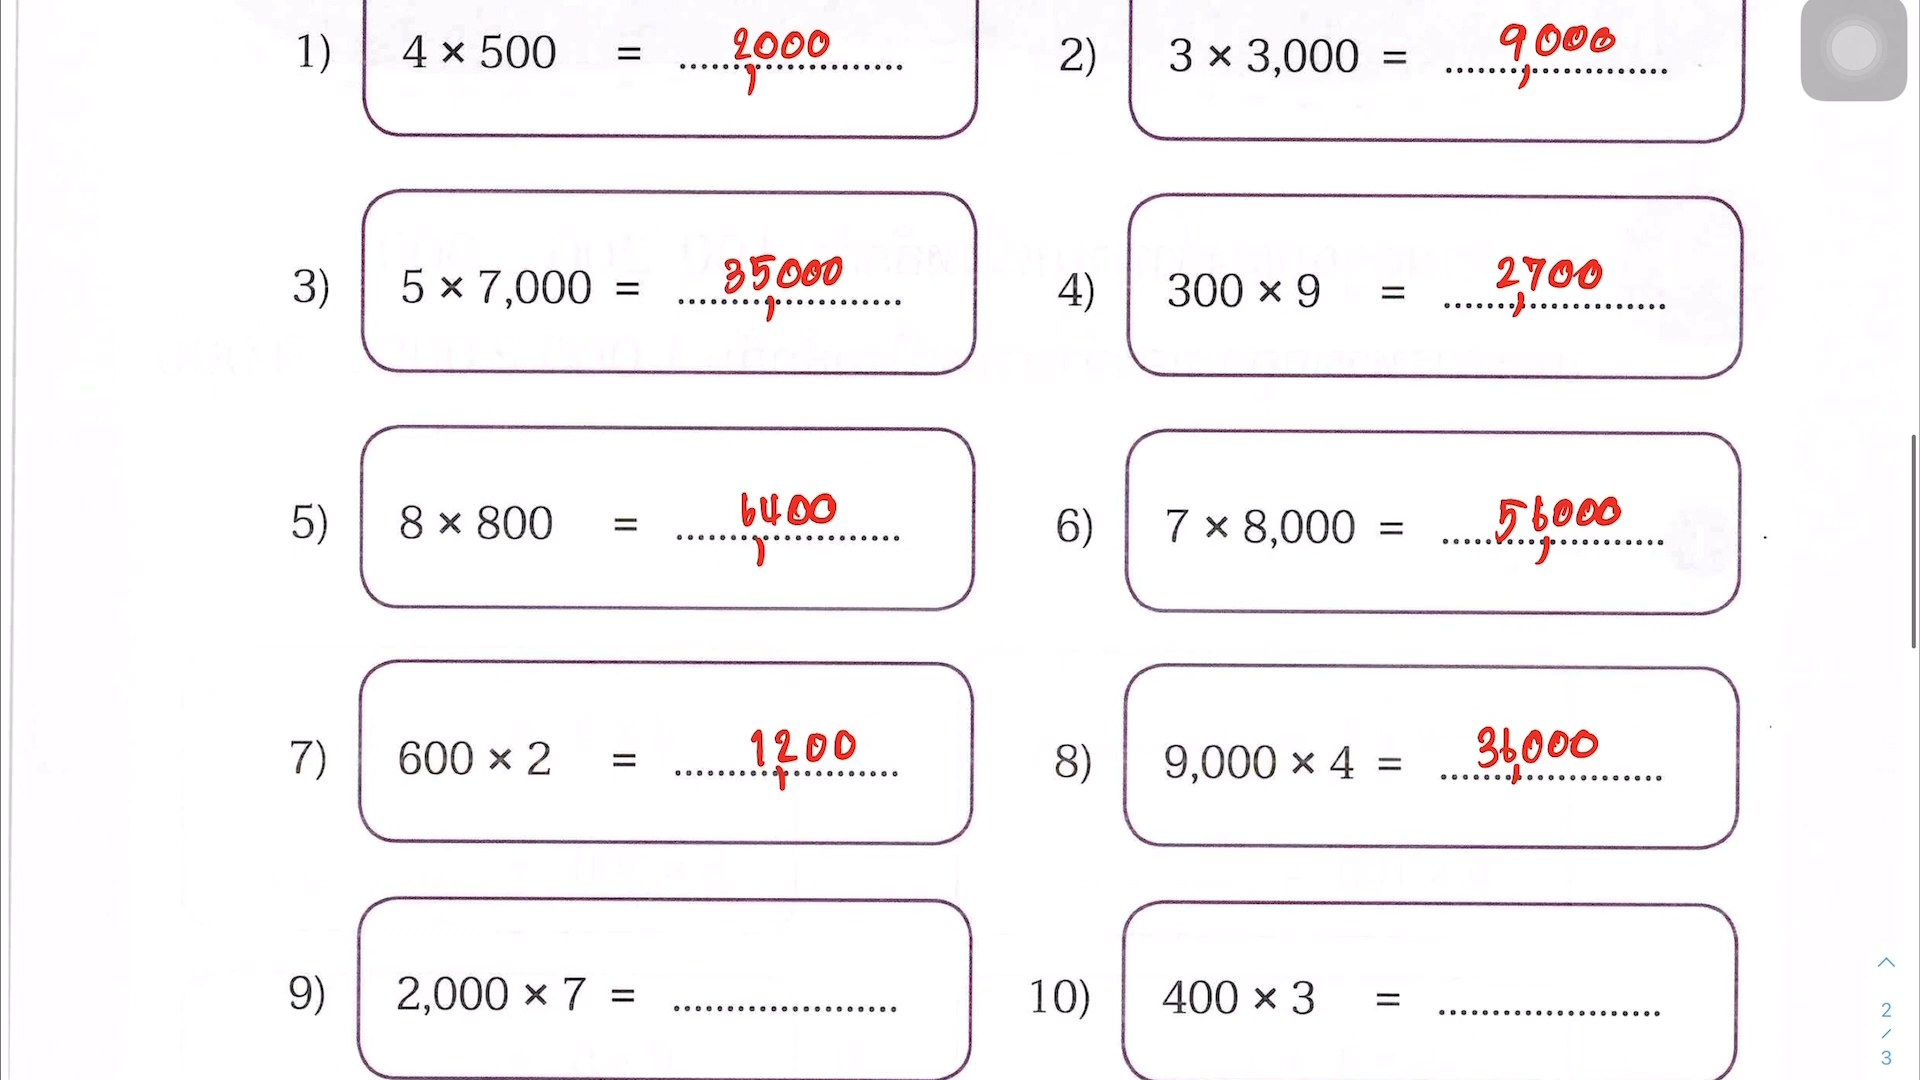 1) 4 × 500 = 2,000
2) 3 × 3,000 = 9,000
3) 5 × 7,000 = 35,000
4) 300 × 9 = 2,700
5) 8 × 800 = 6,400
6) 7 × 8,000 = 56,000
7) 600 × 2 = 1,200
8) 9,000 × 4 = 36,000
9) 2,000 × 7 = ....................
10) 400 × 3 = ....................
2
/
3